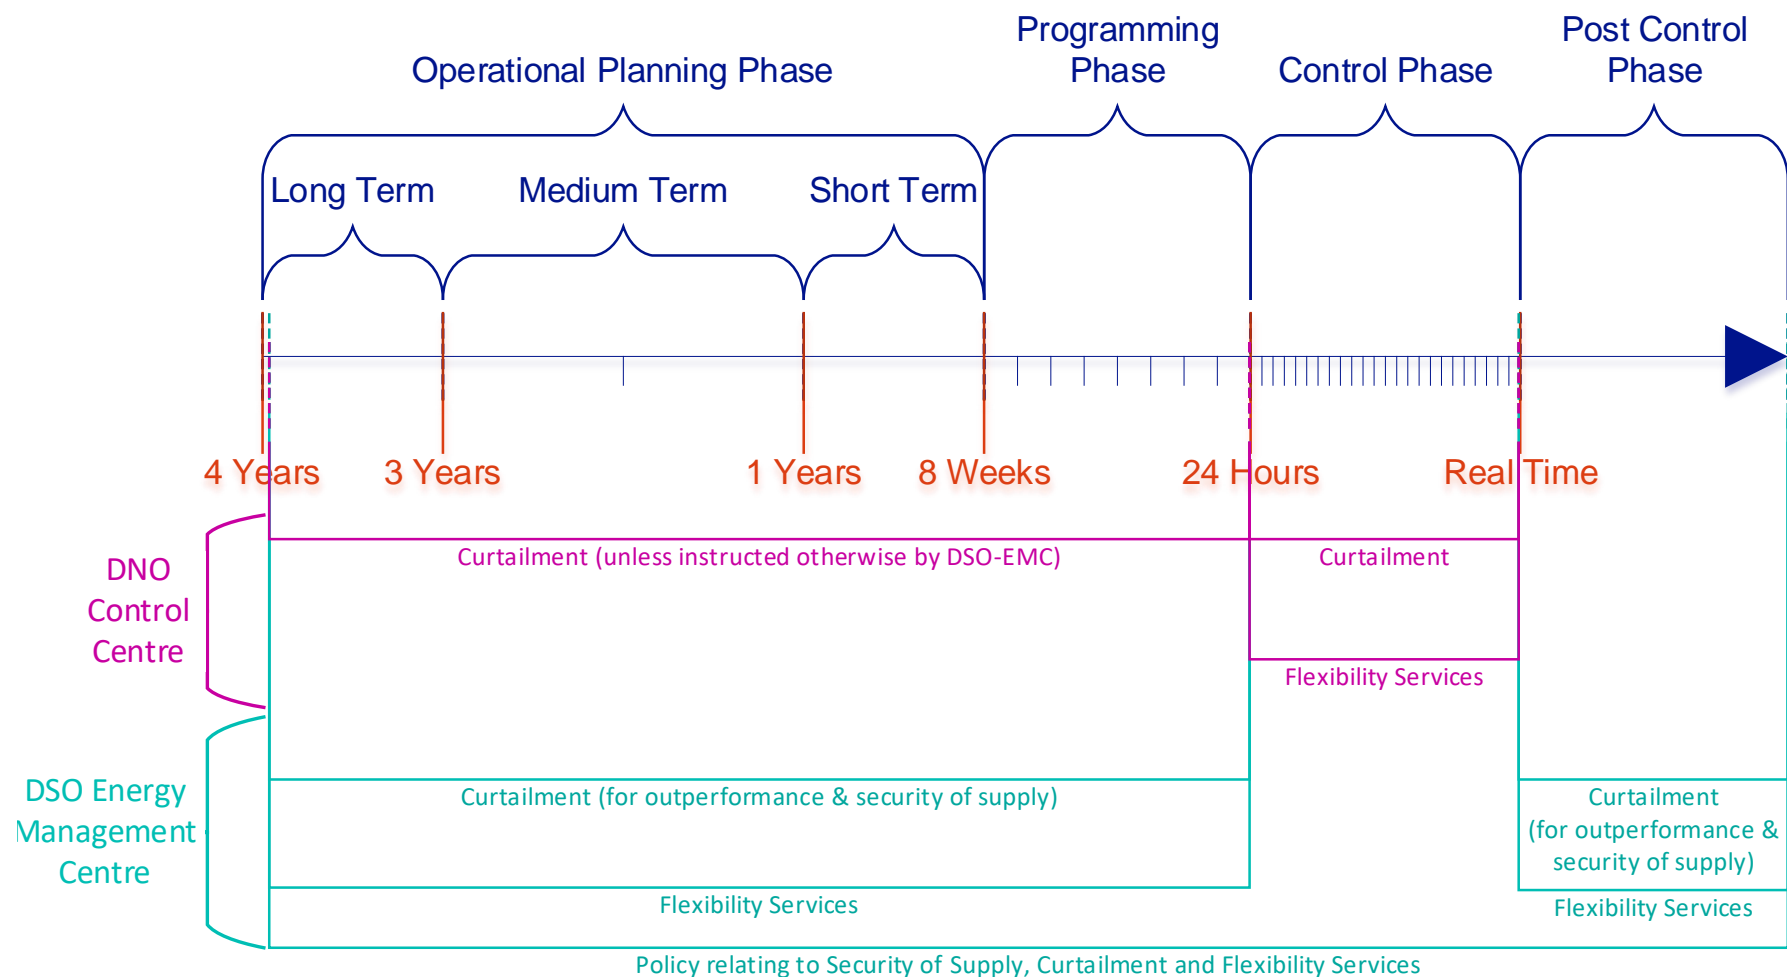 Programming
Phase
Post Control
Phase
Operational Planning Phase
Control Phase
Long Term
Medium Term
Short Term
4 Years
3 Years
1 Years
8 Weeks
24 Hours
Real Time
DNO
Control
Centre
Curtailment (unless instructed otherwise by DSO-EMC)
Curtailment
Flexibility Services
DSO Energy
Management
Centre
Curtailment (for outperformance & security of supply)
Curtailment
(for outperformance &
security of supply)
Flexibility Services
Flexibility Services
Policy relating to Security of Supply, Curtailment and Flexibility Services